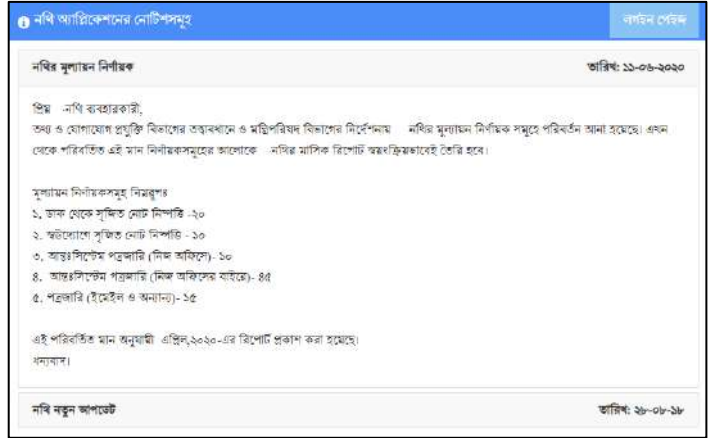 নথি অ্যাপ্লিকেশনের নোটিশসমূহ
লগইন পেইজ
নথির মূল্যায়ন নির্ণায়ক
তারিখ: ১১-০৬-২০২০
প্রিয় -নথি ব্যবহারকারী,
তথ্য ও যোগাযোগ প্রযুক্তি বিভাগের তত্ত্বাবধানে ও মন্ত্রিপরিষদ বিভাগের নির্দেশনায় নথির মূল্যায়ন নির্ণায়ক সমূহে পরিবর্তন আনা হয়েছে। এখন
থেকে পরিবর্তিত এই মান নির্ণায়কসমূহের আলোকে -নথির মাসিক রিপোর্ট স্বয়ংক্রিয়ভাবেই তৈরি হবে।
মূল্যায়ন নির্ণায়কসমূহ নিম্নরূপঃ
১. ডাক থেকে সৃজিত নোট নিষ্পত্তি -২০
২. স্বউদ্যোগে সৃজিত নোট নিষ্পত্তি - ১০
৩. আন্তঃসিস্টেম পত্রজারি (নিজ অফিসে)- ১০
৪. আন্তঃসিস্টেম পত্রজারি (নিজ অফিসের বাইরে)- ৪৫
৫. পত্রজারি (ইমেইল ও অন্যান্য)- ১৫
এই পরিবর্তিত মান অনুযায়ী এপ্রিল,২০২০-এর রিপোর্ট প্রকাশ করা হয়েছে।
ধন্যবাদ।
নথি নতুন আপডেট
তারিখ: ২৮-০৮-১৮